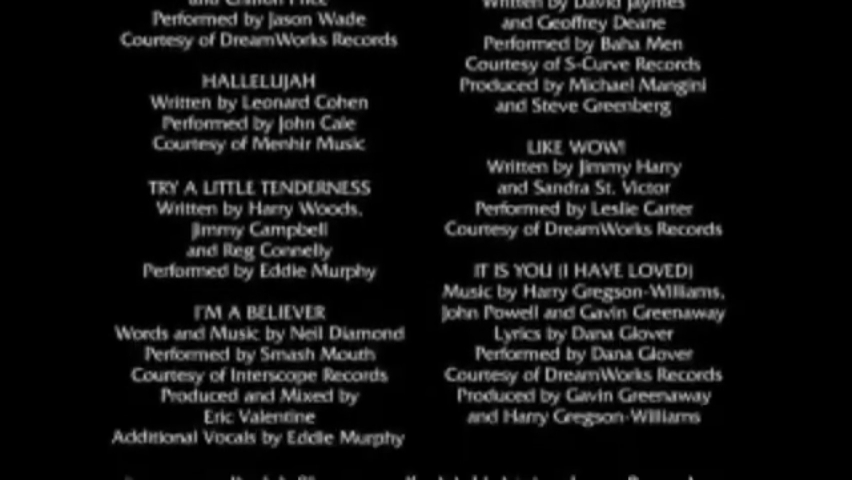 and Clifton Price
Performed by Jason Wade
Courtesy of DreamWorks Records
HALLELUJAH
Written by Leonard Cohen
Performed by John Cale
Courtesy of Menhir Music
TRY A LITTLE TENDERNESS
Written by Harry Woods,
Jimmy Campbell
and Reg Connelly
Performed by Eddie Murphy
I'M A BELIEVER
Words and Music by Neil Diamond
Performed by Smash Mouth
Courtesy of Interscope Records
Produced and Mixed by
Eric Valentine
Additional Vocals by Eddie Murphy
Written by David Jaymes
and Geoffrey Deane
Performed by Baha Men
Courtesy of S-Curve Records
Produced by Michael Mangini
and Steve Greenberg
LIKE WOW!
Written by Jimmy Harry
and Sandra St. Victor
Performed by Leslie Carter
Courtesy of DreamWorks Records
IT IS YOU (I HAVE LOVED)
Music by Harry Gregson-Williams,
John Powell and Gavin Greenaway
Lyrics by Dana Glover
Performed by Dana Glover
Courtesy of DreamWorks Records
Produced by Gavin Greenaway
and Harry Gregson-Williams